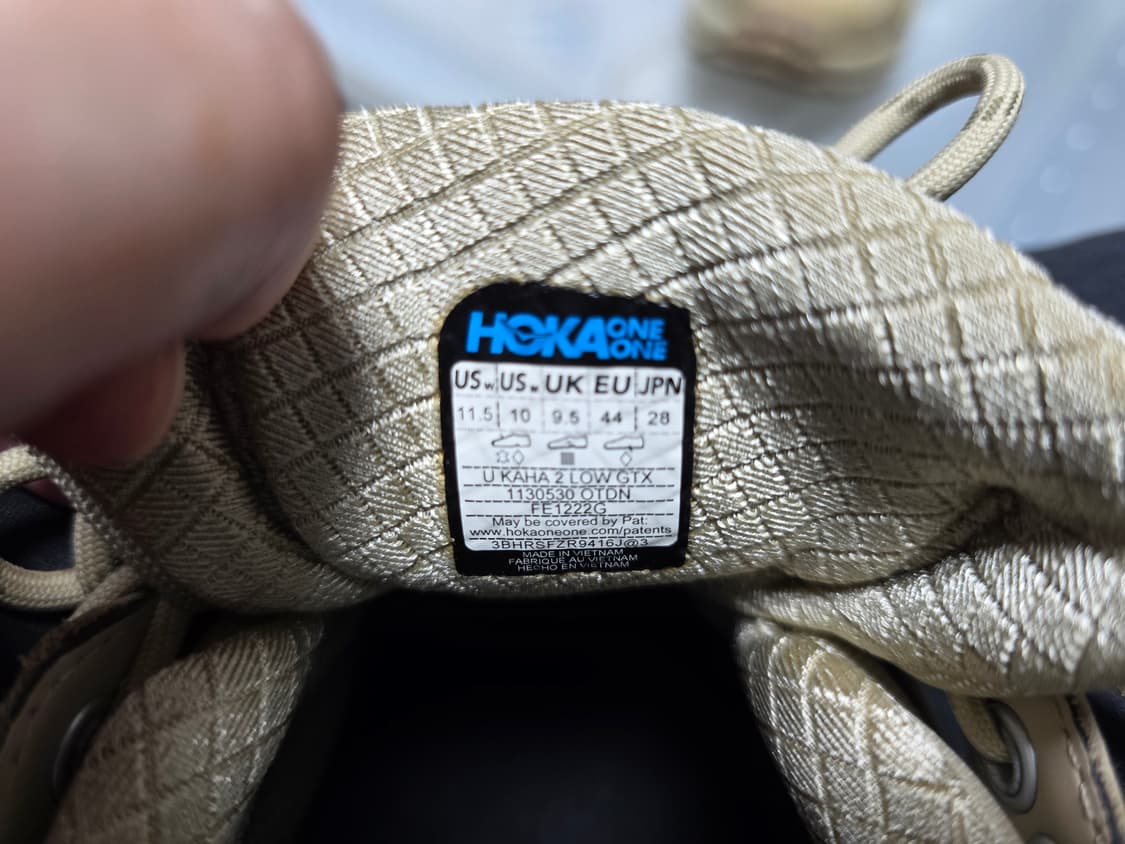 HOKA ONE ONE
USw US™ UK EU JPN
11.5 10 9.5 44 28
U KAHA 2 LOW GTX
1130530 OTDN
FE1222G
May be covered by Pat:
www.hokaoneone.com/patents
3BHRSFZR9416J@3
MADE IN VIETNAM
FABRIQUE AU VIETNAM
HECHO EN VIETNAM